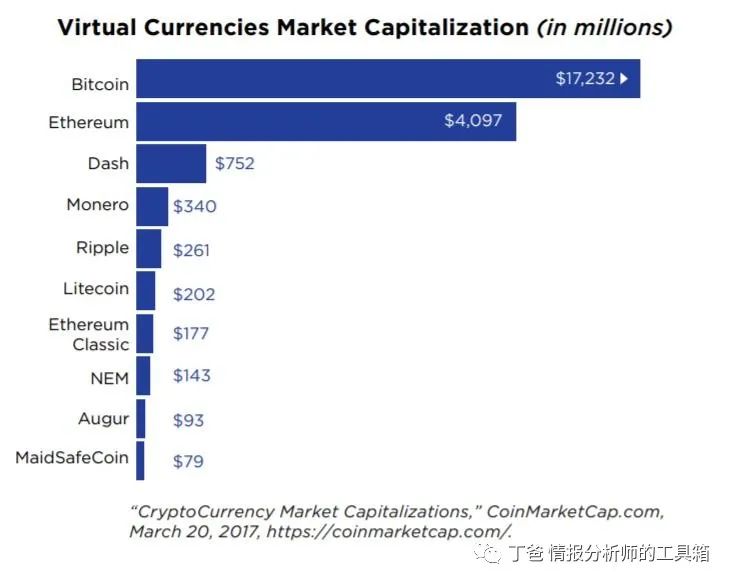 Virtual Currencies Market Capitalization (in millions)
Bitcoin $17,232
Ethereum $4,097
Dash $752
Monero $340
Ripple $261
Litecoin $202
Ethereum
Classic $177
NEM $143
Augur $93
MaidSafeCoin $79
“CryptoCurrency Market Capitalizations,” CoinMarketCap.com,
March 20, 2017, https://coinmarketcap.com/.
丁爸 情报分析师的工具箱